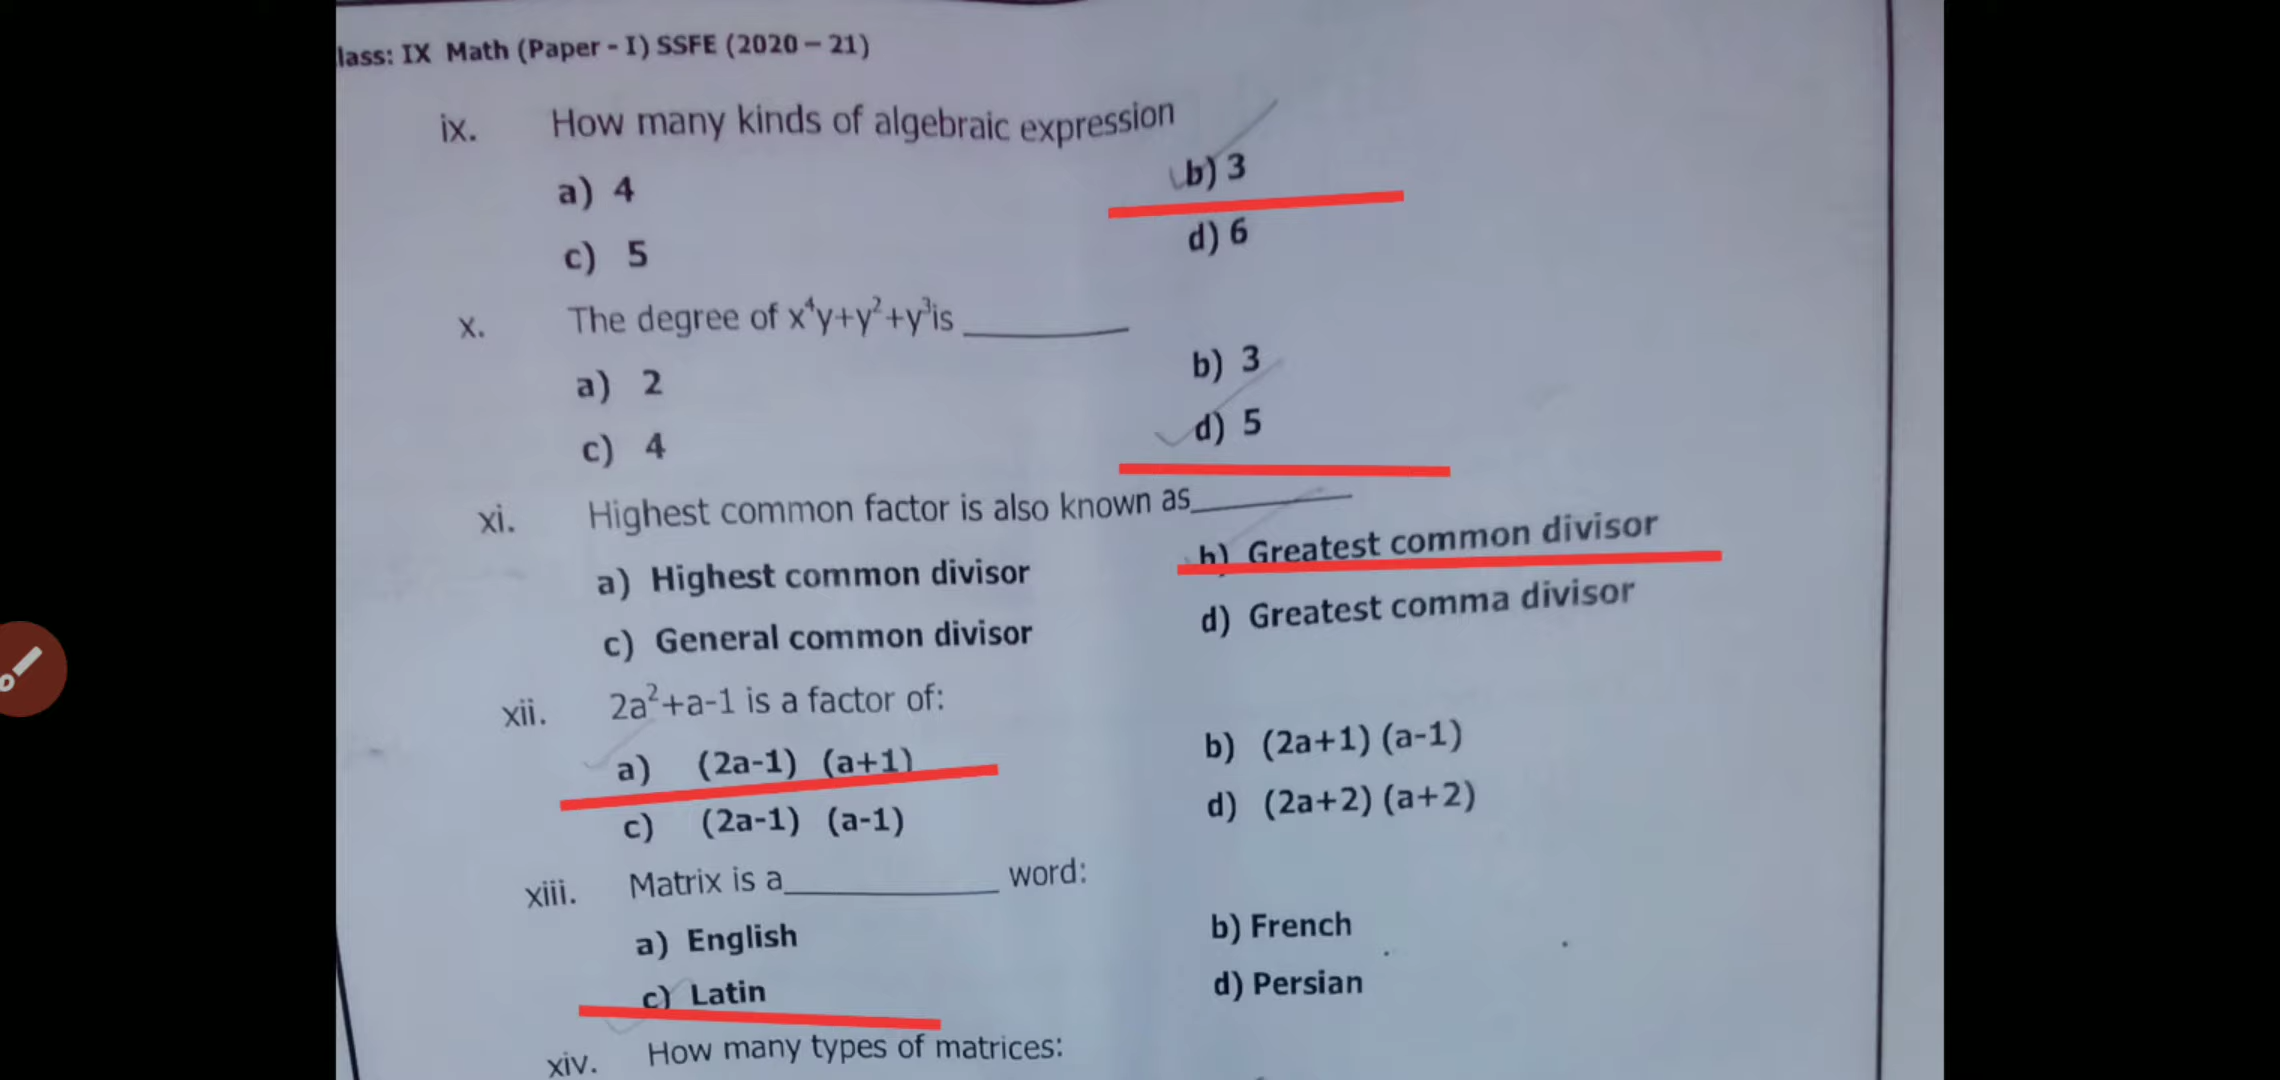 lass: IX Math (Paper - I) SSFE (2020 – 21)
ix. How many kinds of algebraic expression
a) 4 b) 3
c) 5 d) 6
x. The degree of x⁴y+y²+y³is ________
a) 2 b) 3
c) 4 d) 5
xi. Highest common factor is also known as________
a) Highest common divisor b) Greatest common divisor
c) General common divisor d) Greatest comma divisor
xii. 2a²+a-1 is a factor of:
a) (2a-1) (a+1) b) (2a+1) (a-1)
c) (2a-1) (a-1) d) (2a+2) (a+2)
xiii. Matrix is a__________ word:
a) English b) French
c) Latin d) Persian
xiv. How many types of matrices: